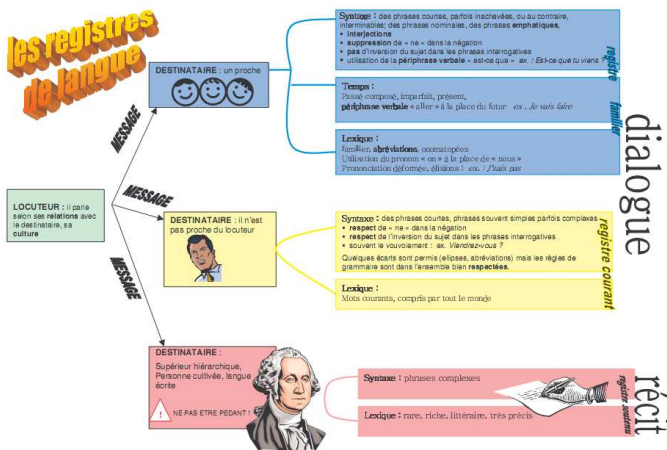 les registres
de langue
LOCUTEUR : il parle
selon ses relations avec
le destinataire, sa
culture
MESSAGE
MESSAGE
MESSAGE
DESTINATAIRE : un proche
Syntaxe : des phrases courtes, parfois inachevées, ou au contraire,
interminables; des phrases nominales, des phrases emphatiques,
• interjections
• suppression de « ne » dans la négation
• pas d'inversion du sujet dans les phrases interrogatives
• utilisation de la périphrase verbale « est-ce que » ex. : Est-ce que tu viens ?
Temps :
Passé composé, imparfait, présent,
périphrase verbale « aller » à la place du futur ex. Je vais faire
Lexique :
familier, abréviations, onomatopées
Utilisation du pronom « on » à la place de « nous »
Prononciation déformée, élisions : ex. : J'sais pas
registre familier
DESTINATAIRE : il n'est
pas proche du locuteur
Syntaxe : des phrases courtes, phrases souvent simples parfois complexes
• respect de « ne » dans la négation
• respect de l'inversion du sujet dans les phrases interrogatives
• souvent le vouvoiement : ex. Viendrez-vous ?
Quelques écarts sont permis (ellipses, abréviations) mais les règles de
grammaire sont dans l'ensemble bien respectées.
Lexique :
Mots courants, compris par tout le monde
registre courant
dialogue
DESTINATAIRE :
Supérieur hiérarchique,
Personne cultivée, langue
écrite
! NE PAS ETRE PEDANT !
Syntaxe : phrases complexes
Lexique : rare, riche, littéraire, très précis
registre soutenu
récit